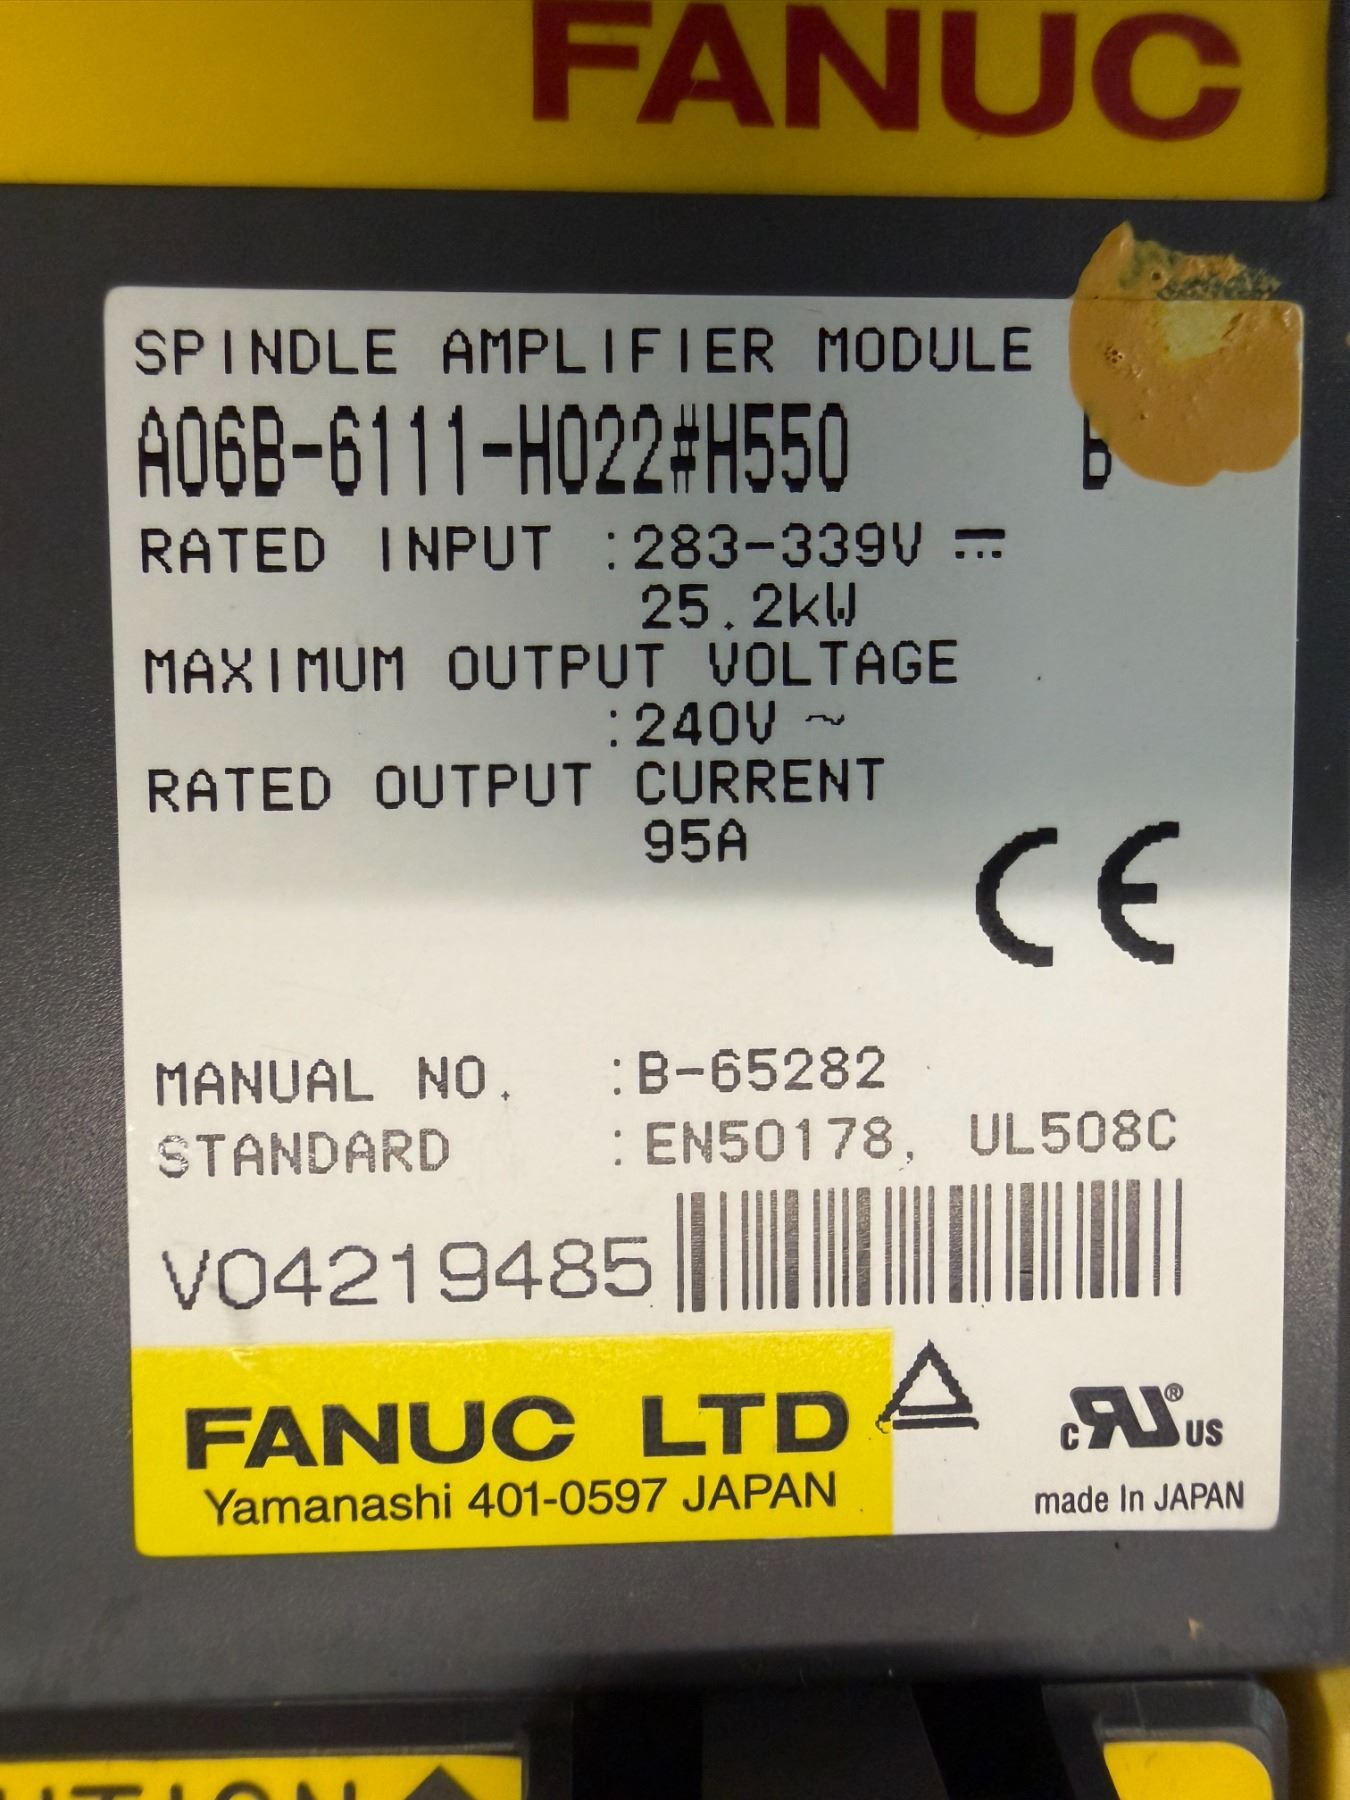 FANUC
SPINDLE AMPLIFIER MODULE
A06B-6111-H022#H550 B
RATED INPUT :283-339V ⎓
25.2kW
MAXIMUM OUTPUT VOLTAGE
:240V ~
RATED OUTPUT CURRENT
95A
CE
MANUAL NO. :B-65282
STANDARD :EN50178, UL508C
V04219485
FANUC LTD
Yamanashi 401-0597 JAPAN
c RU ® US
made In JAPAN